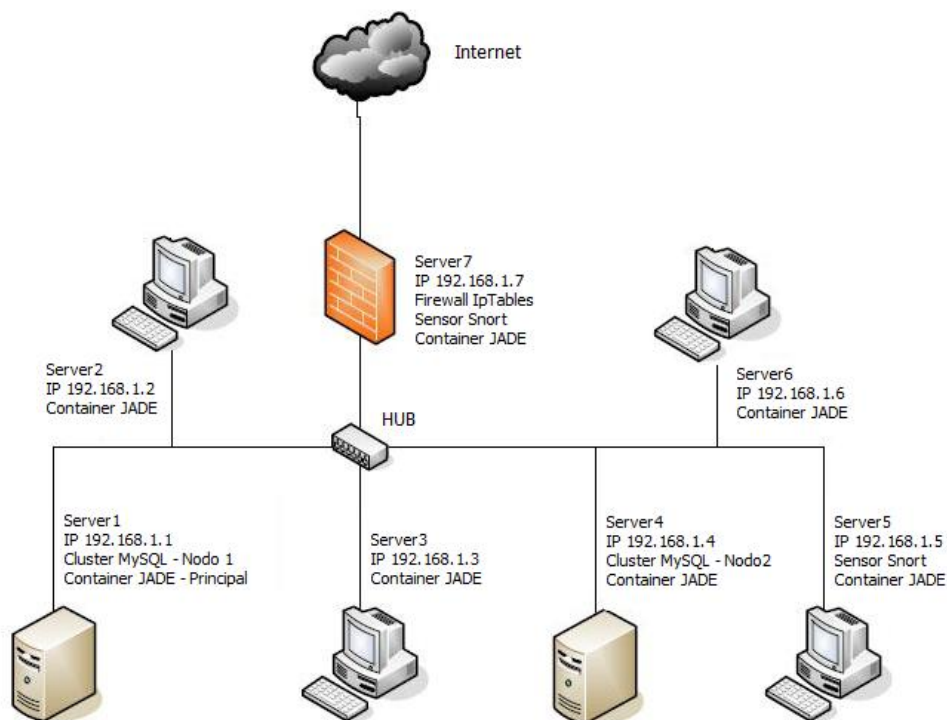 Internet
Server7
IP 192.168.1.7
Firewall IpTables
Sensor Snort
Container JADE
Server2
IP 192.168.1.2
Container JADE
Server6
IP 192.168.1.6
Container JADE
HUB
Server1
IP 192.168.1.1
Cluster MySQL - Nodo 1
Container JADE - Principal
Server3
IP 192.168.1.3
Container JADE
Server4
IP 192.168.1.4
Cluster MySQL - Nodo2
Container JADE
Server5
IP 192.168.1.5
Sensor Snort
Container JADE